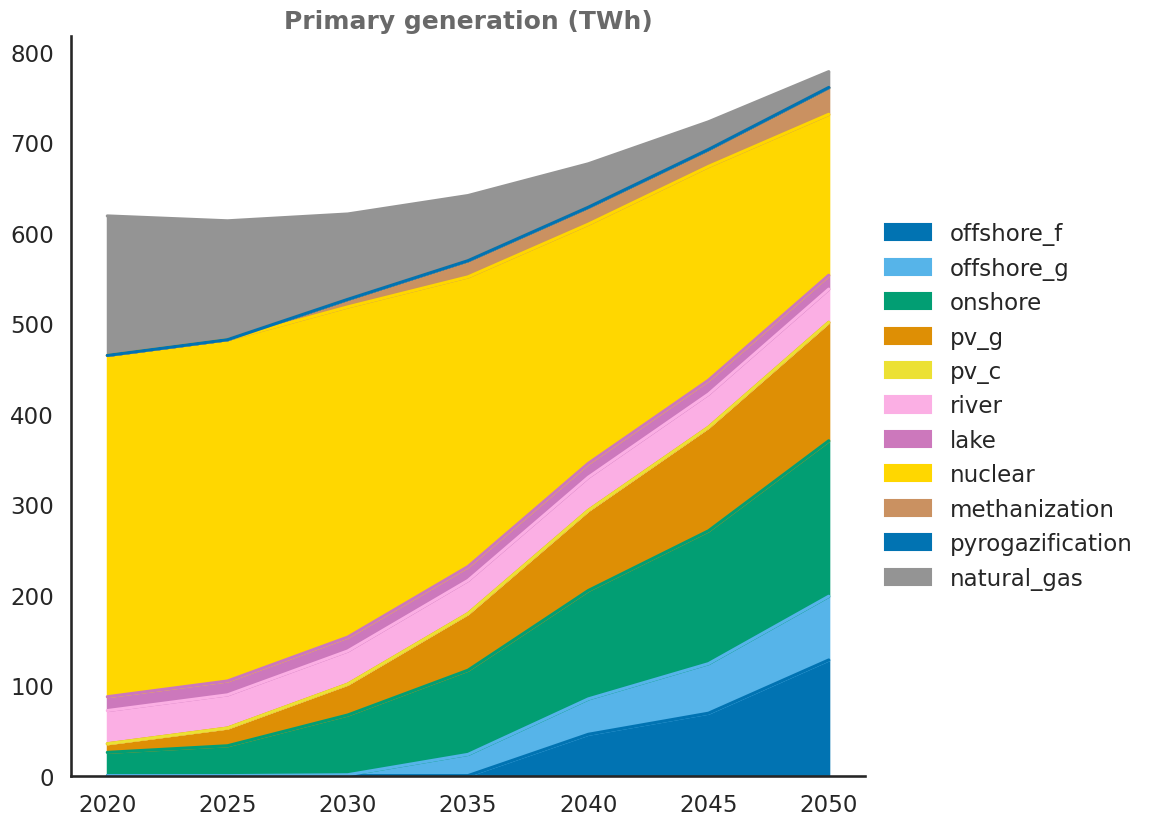 Primary generation (TWh)
800
700
600
500
400
300
200
100
0
2020 2025 2030 2035 2040 2045 2050
offshore_f
offshore_g
onshore
pv_g
pv_c
river
lake
nuclear
methanization
pyrogazification
natural_gas